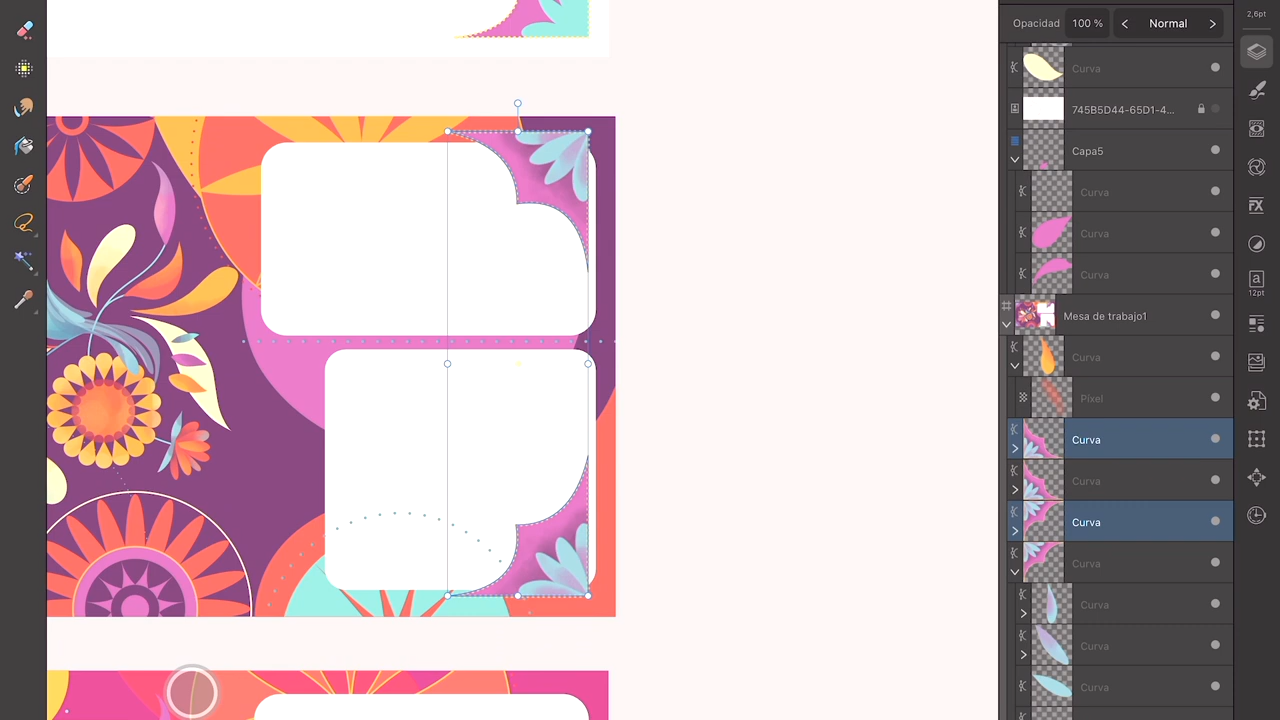 Opacidad 100 % < Normal >
2,6pt
Curva
745B5D44-65D1-4...
Capa5
Curva
Curva
Curva
a
12pt
FX
Mesa de trabajo1
Curva
Píxel
Curva
Curva
Curva
Curva
Curva
Curva
Curva